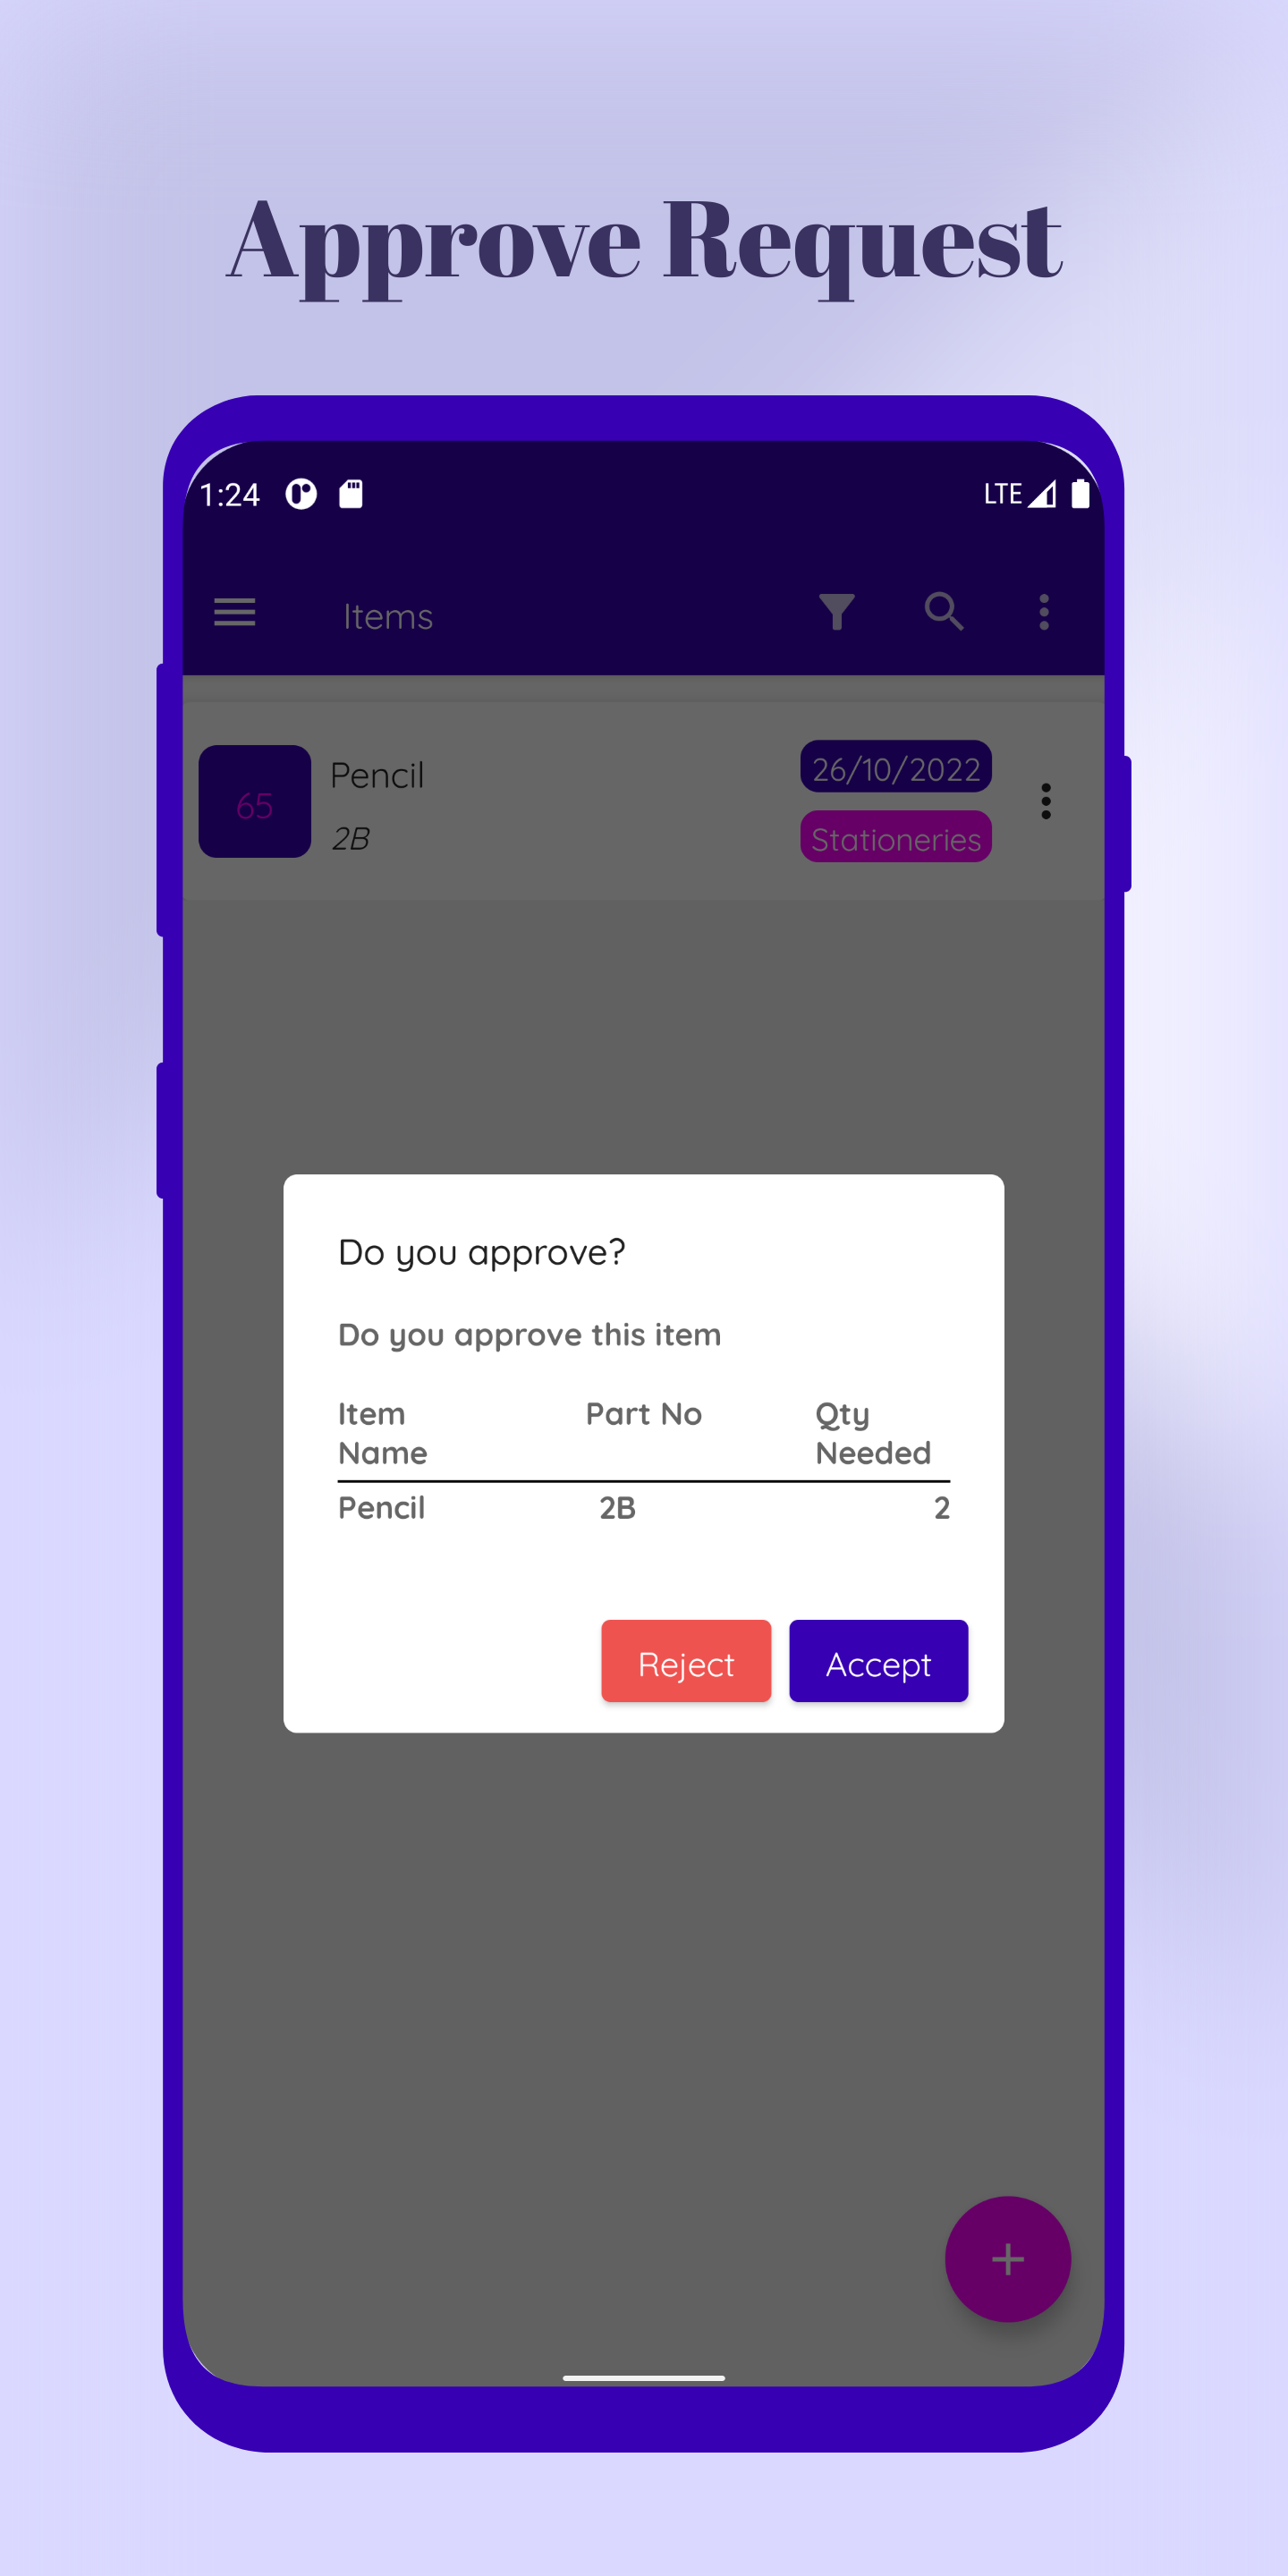 Approve Request
1:24 LTE
Items
65 Pencil 26/10/2022
2B Stationeries
Do you approve?
Do you approve this item
Item Part No Qty
Name Needed
Pencil 2B 2
Reject Accept